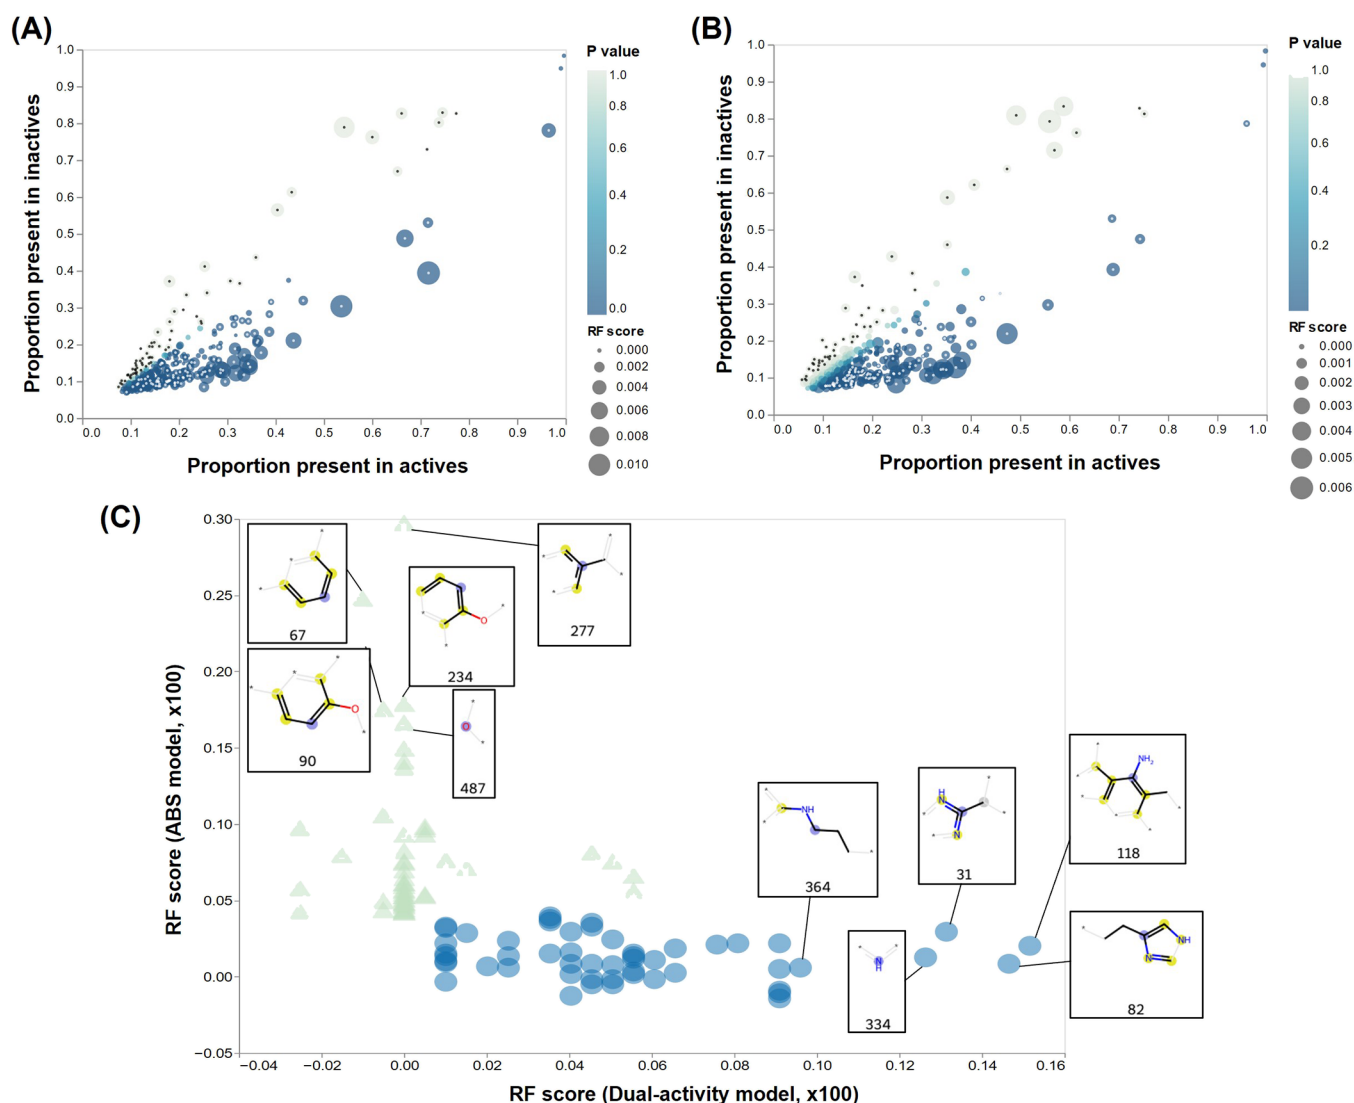 (A)
P value
1.0
0.8
0.6
0.4
0.2
0.0
RF score
0.000
0.002
0.004
0.006
0.008
0.010
1.0
0.9
0.8
0.7
0.6
0.5
0.4
0.3
0.2
0.1
0.0
Proportion present in inactives
0.0 0.1 0.2 0.3 0.4 0.5 0.6 0.7 0.8 0.9 1.0
Proportion present in actives
(B)
P value
1.0
0.8
0.6
0.4
0.2
RF score
0.000
0.001
0.002
0.003
0.004
0.005
0.006
1.0
0.9
0.8
0.7
0.6
0.5
0.4
0.3
0.2
0.1
0.0
Proportion present in inactives
0.0 0.1 0.2 0.3 0.4 0.5 0.6 0.7 0.8 0.9 1.0
Proportion present in actives
(C)
0.30
0.25
0.20
0.15
0.10
0.05
0.00
−0.05
RF score (ABS model, x100)
67
O
234
277
O
90
O
487
NH
364
H
N
N
31
NH₂
118
N
H
334
NH
N
82
−0.04 −0.02 0.00 0.02 0.04 0.06 0.08 0.10 0.12 0.14 0.16
RF score (Dual-activity model, x100)